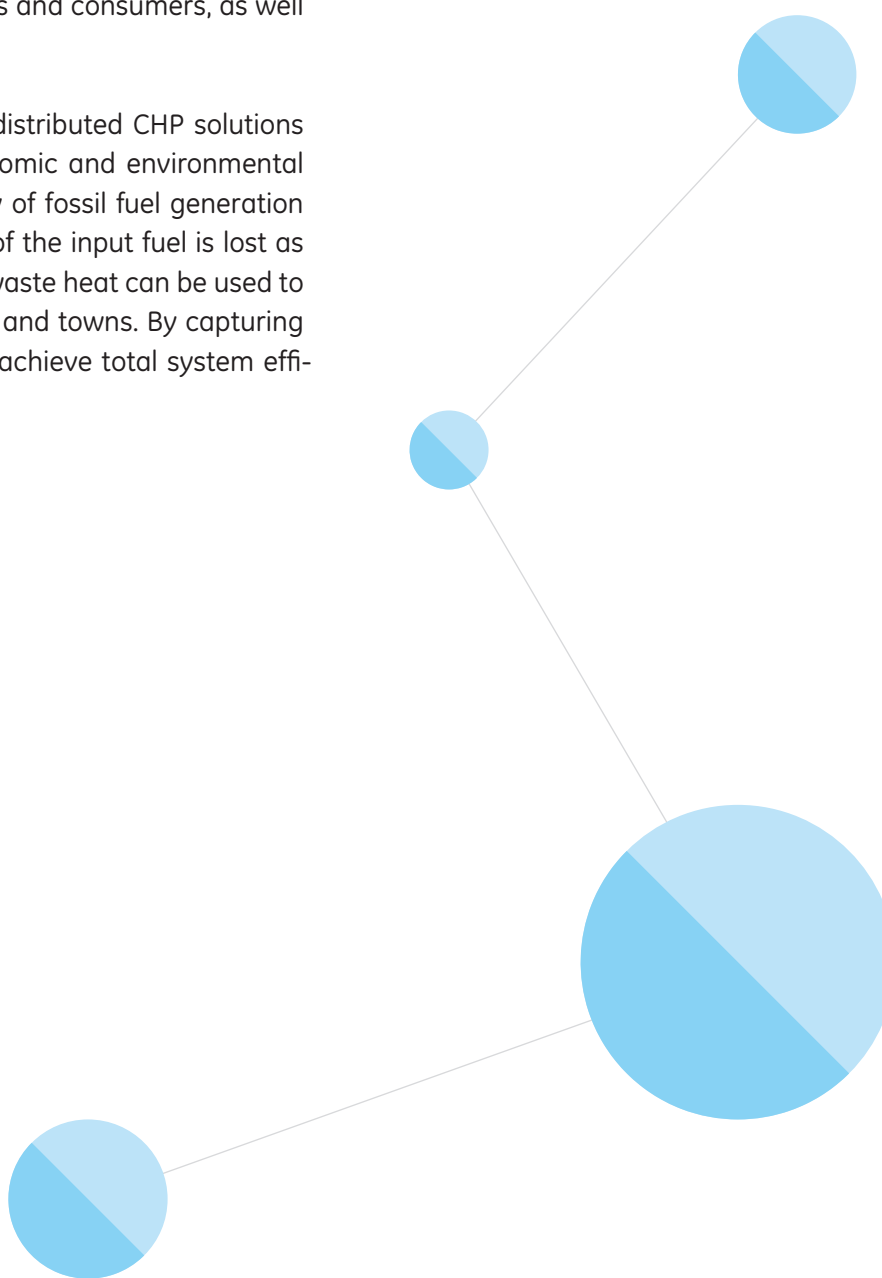 s and consumers, as well
distributed CHP solutions
omic and environmental
of fossil fuel generation
of the input fuel is lost as
waste heat can be used to
and towns. By capturing
achieve total system effi-